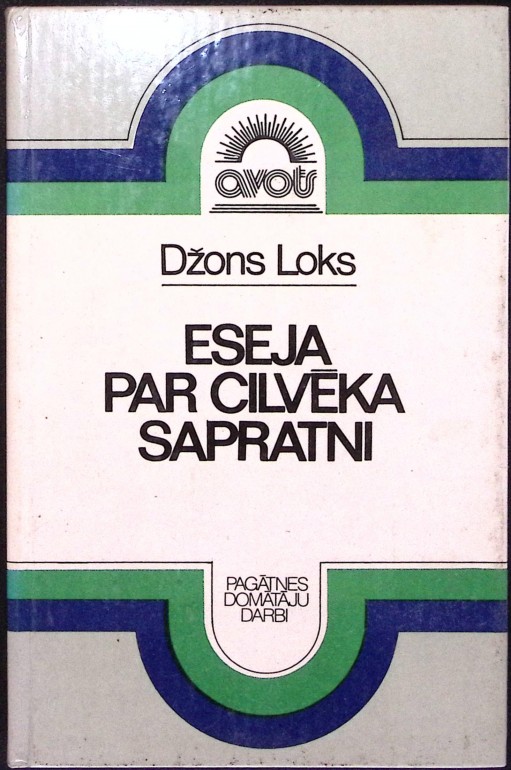 avots
Džons Loks
ESEJA
PAR CILVĒKA
SAPRATNI
PAGĀTNES
DOMĀTĀJU
DARBI